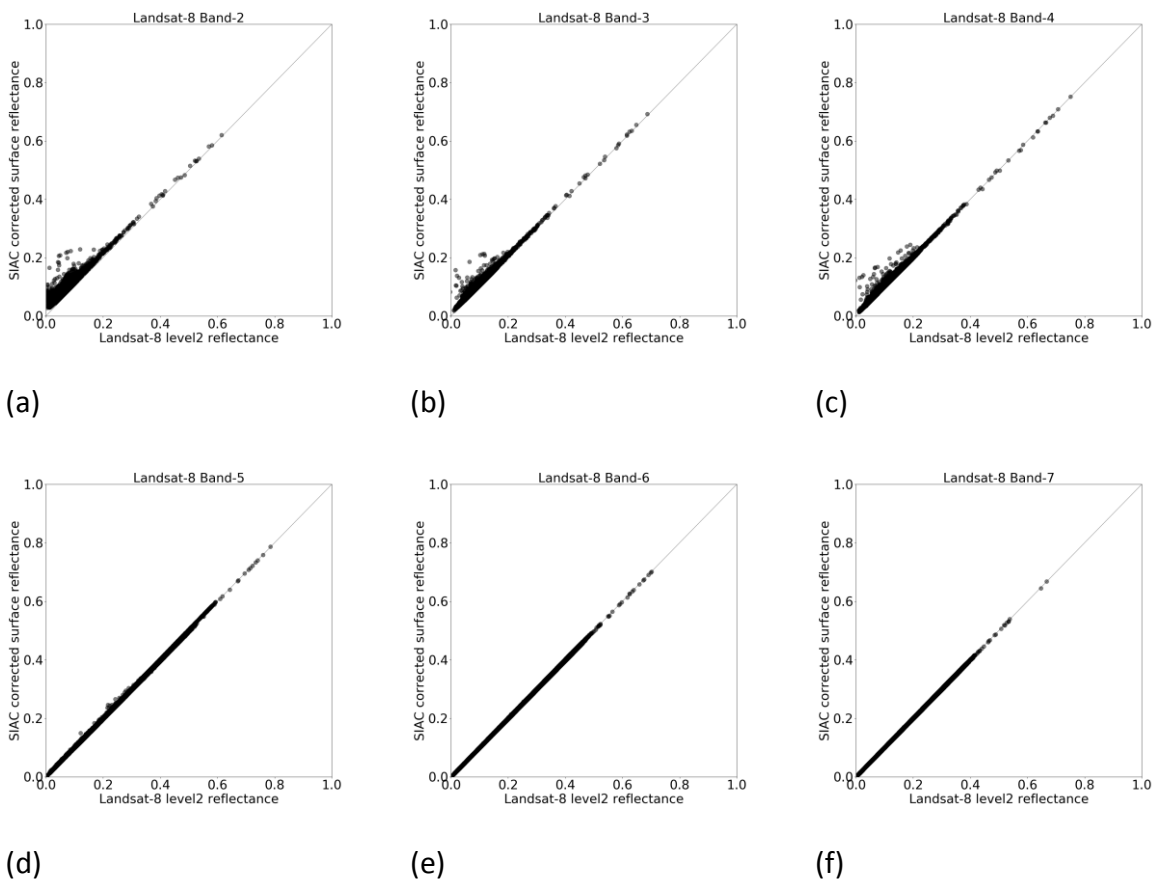 Landsat-8 Band-2
1.0
0.8
0.6
0.4
0.2
0.0
SIAC corrected surface reflectance
0.0 0.2 0.4 0.6 0.8 1.0
Landsat-8 level2 reflectance
(a)
Landsat-8 Band-3
1.0
0.8
0.6
0.4
0.2
0.0
SIAC corrected surface reflectance
0.0 0.2 0.4 0.6 0.8 1.0
Landsat-8 level2 reflectance
(b)
Landsat-8 Band-4
1.0
0.8
0.6
0.4
0.2
0.0
SIAC corrected surface reflectance
0.0 0.2 0.4 0.6 0.8 1.0
Landsat-8 level2 reflectance
(c)
Landsat-8 Band-5
1.0
0.8
0.6
0.4
0.2
0.0
SIAC corrected surface reflectance
0.0 0.2 0.4 0.6 0.8 1.0
Landsat-8 level2 reflectance
(d)
Landsat-8 Band-6
1.0
0.8
0.6
0.4
0.2
0.0
SIAC corrected surface reflectance
0.0 0.2 0.4 0.6 0.8 1.0
Landsat-8 level2 reflectance
(e)
Landsat-8 Band-7
1.0
0.8
0.6
0.4
0.2
0.0
SIAC corrected surface reflectance
0.0 0.2 0.4 0.6 0.8 1.0
Landsat-8 level2 reflectance
(f)